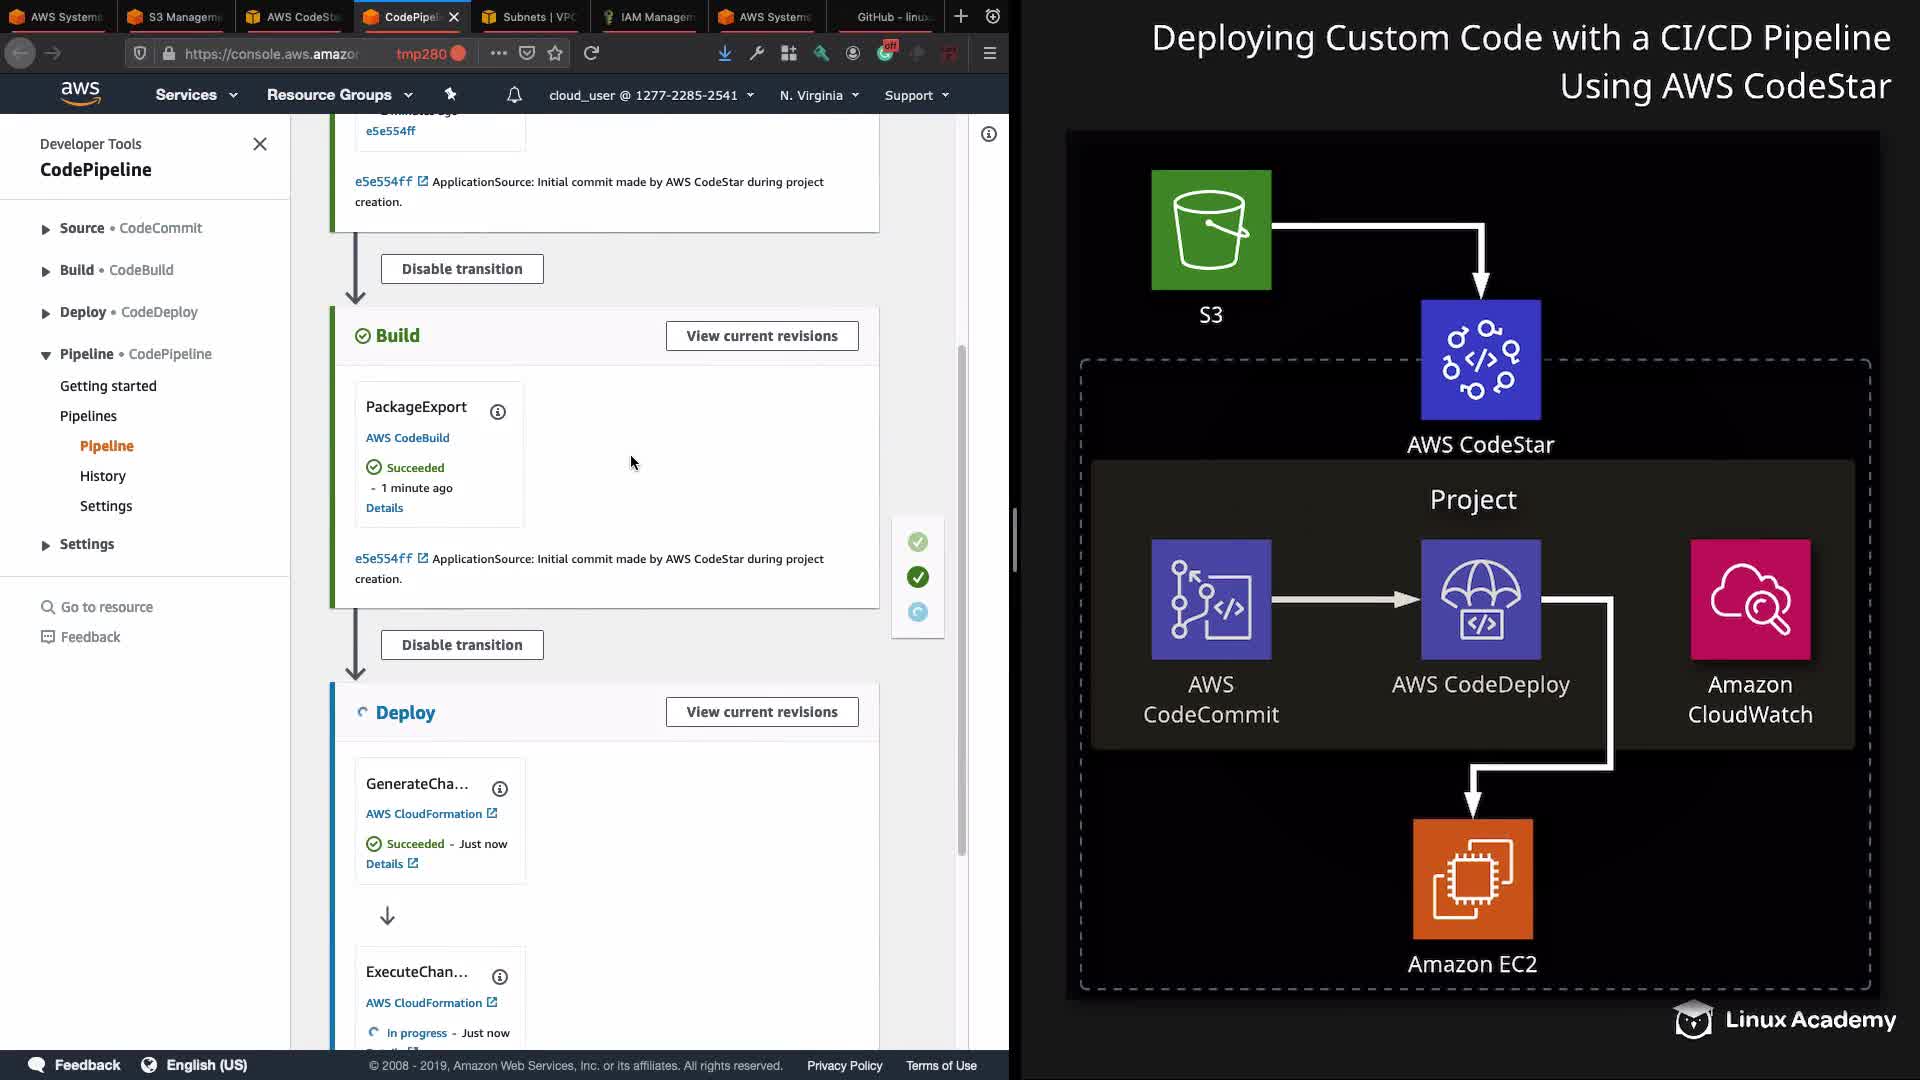 AWS System
S3 Manageme
AWS CodeSta
CodePipeli
Subnets | VPC
IAM Managem
AWS System
GitHub - linux
https://console.aws.amazo
tmp280
off
aws
Services
Resource Groups
cloud_user @ 1277-2285-2541
N. Virginia
Support
Developer Tools
CodePipeline
Source • CodeCommit
Build • CodeBuild
Deploy • CodeDeploy
Pipeline • CodePipeline
Getting started
Pipelines
Pipeline
History
Settings
Settings
Go to resource
Feedback
e5e554ff
e5e554ff ApplicationSource: Initial commit made by AWS CodeStar during project
creation.
Disable transition
Build
View current revisions
PackageExport
AWS CodeBuild
Succeeded
- 1 minute ago
Details
e5e554ff ApplicationSource: Initial commit made by AWS CodeStar during project
creation.
Disable transition
Deploy
View current revisions
GenerateCha...
AWS CloudFormation
Succeeded - Just now
Details
ExecuteChan...
AWS CloudFormation
In progress - Just now
Feedback
English (US)
© 2008 - 2019, Amazon Web Services, Inc. or its affiliates. All rights reserved.
Privacy Policy
Terms of Use
Deploying Custom Code with a CI/CD Pipeline
Using AWS CodeStar
S3
AWS CodeStar
Project
AWS
CodeCommit
AWS CodeDeploy
Amazon
CloudWatch
Amazon EC2
Linux Academy